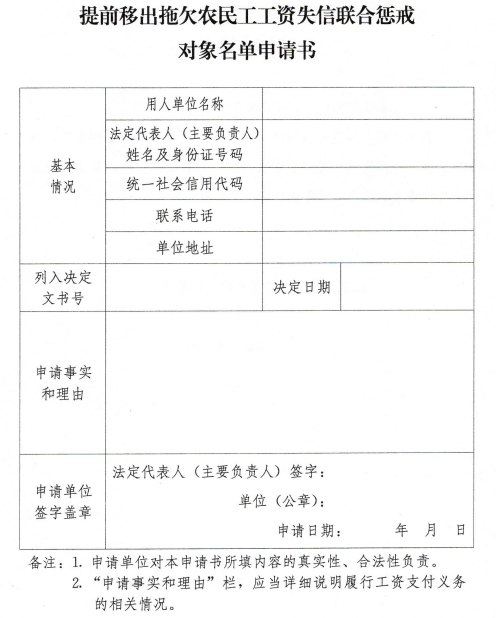 提前移出拖欠农民工工资失信联合惩戒
对象名单申请书
基本
情况
用人单位名称
法定代表人（主要负责人）
姓名及身份证号码
统一社会信用代码
联系电话
单位地址
列入决定
文书号
决定日期
申请事实
和理由
申请单位
签字盖章
法定代表人（主要负责人）签字：
单位（公章）：
申请日期： 年 月 日
备注：1. 申请单位对本申请书所填内容的真实性、合法性负责。
2. “申请事实和理由”栏，应当详细说明履行工资支付义务
的相关情况。